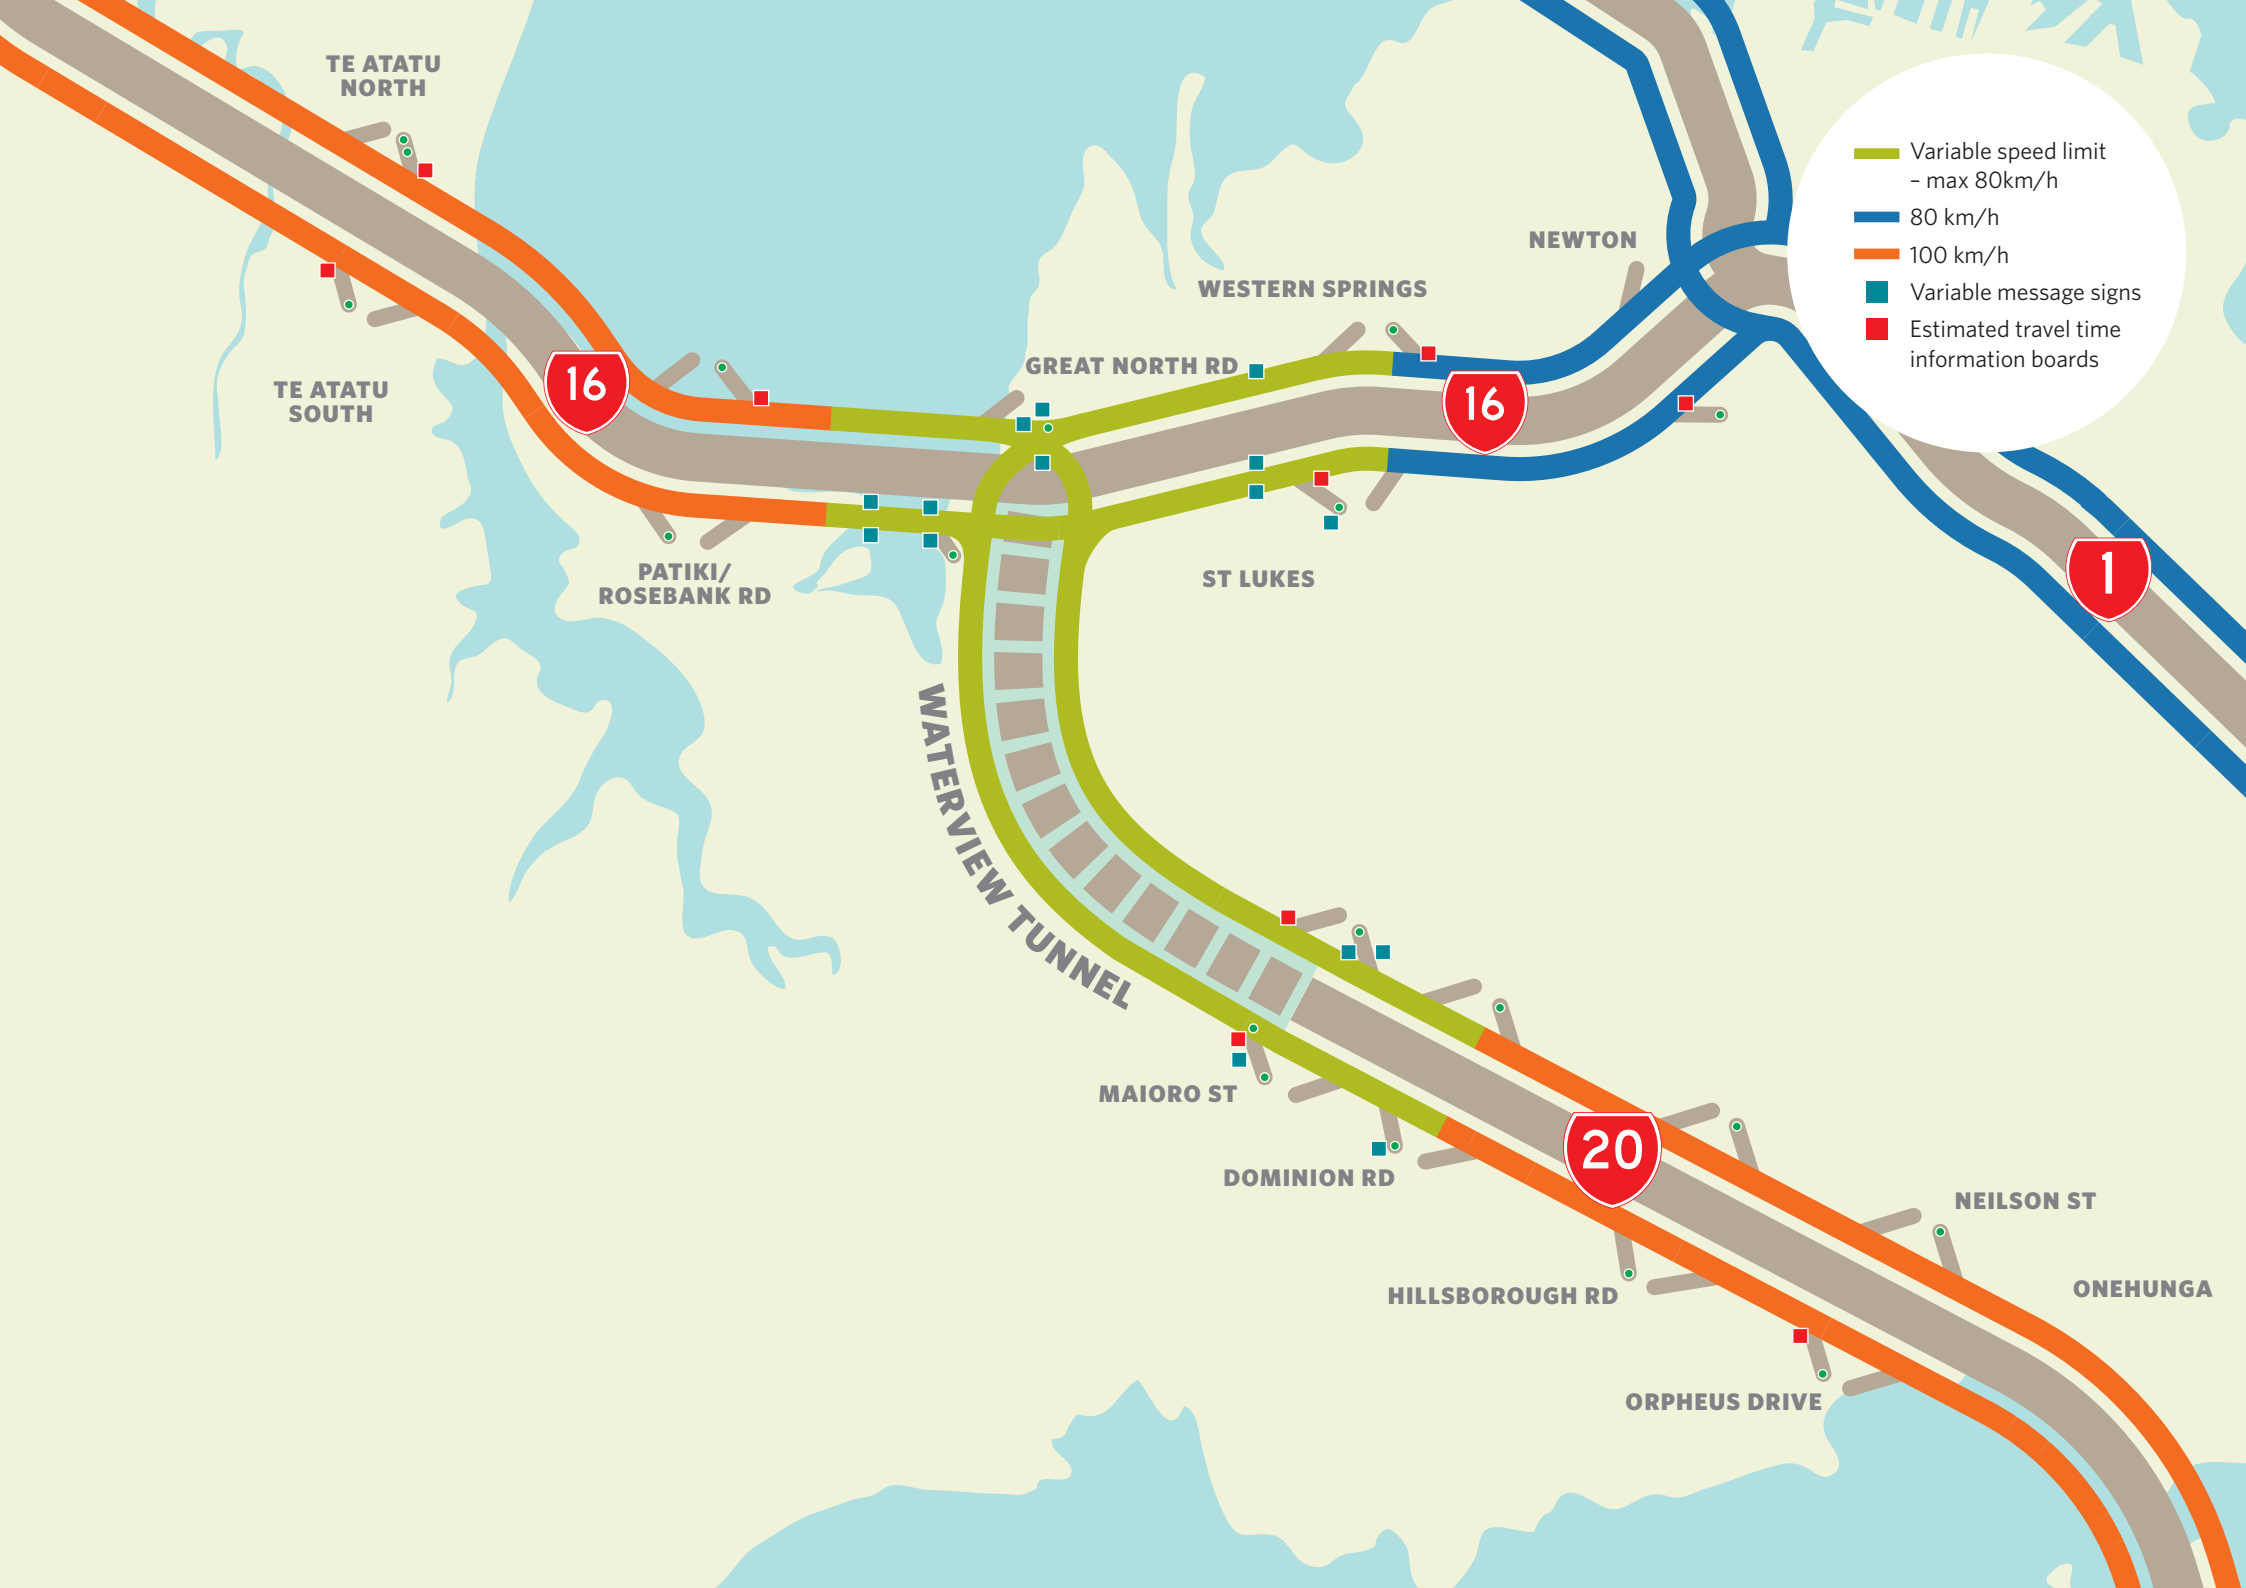 TE ATATU
NORTH
Variable speed limit
– max 80km/h
80 km/h
100 km/h
Variable message signs
Estimated travel time
information boards
NEWTON
WESTERN SPRINGS
GREAT NORTH RD
TE ATATU
SOUTH
16
16
PATIKI/
ROSEBANK RD
ST LUKES
1
WATERVIEW TUNNEL
MAIORO ST
DOMINION RD
20
NEILSON ST
HILLSBOROUGH RD
ONEHUNGA
ORPHEUS DRIVE